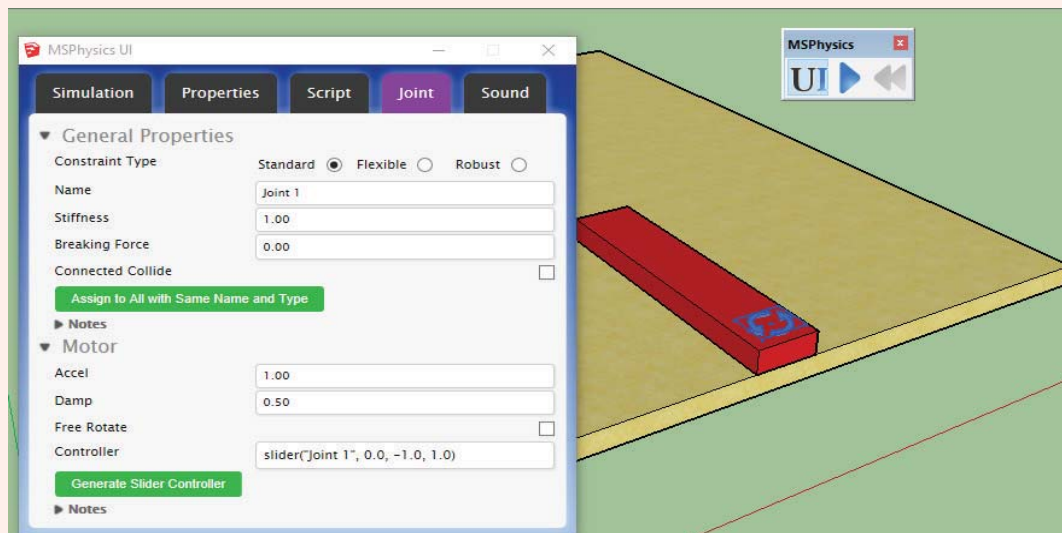 MSPhysics UI
MSPhysics
UI
Simulation Properties Script Joint Sound
General Properties
Constraint Type Standard Flexible Robust
Name Joint 1
Stiffness 1.00
Breaking Force 0.00
Connected Collide
Assign to All with Same Name and Type
Notes
Motor
Accel 1.00
Damp 0.50
Free Rotate
Controller slider("Joint 1", 0.0, -1.0, 1.0)
Generate Slider Controller
Notes